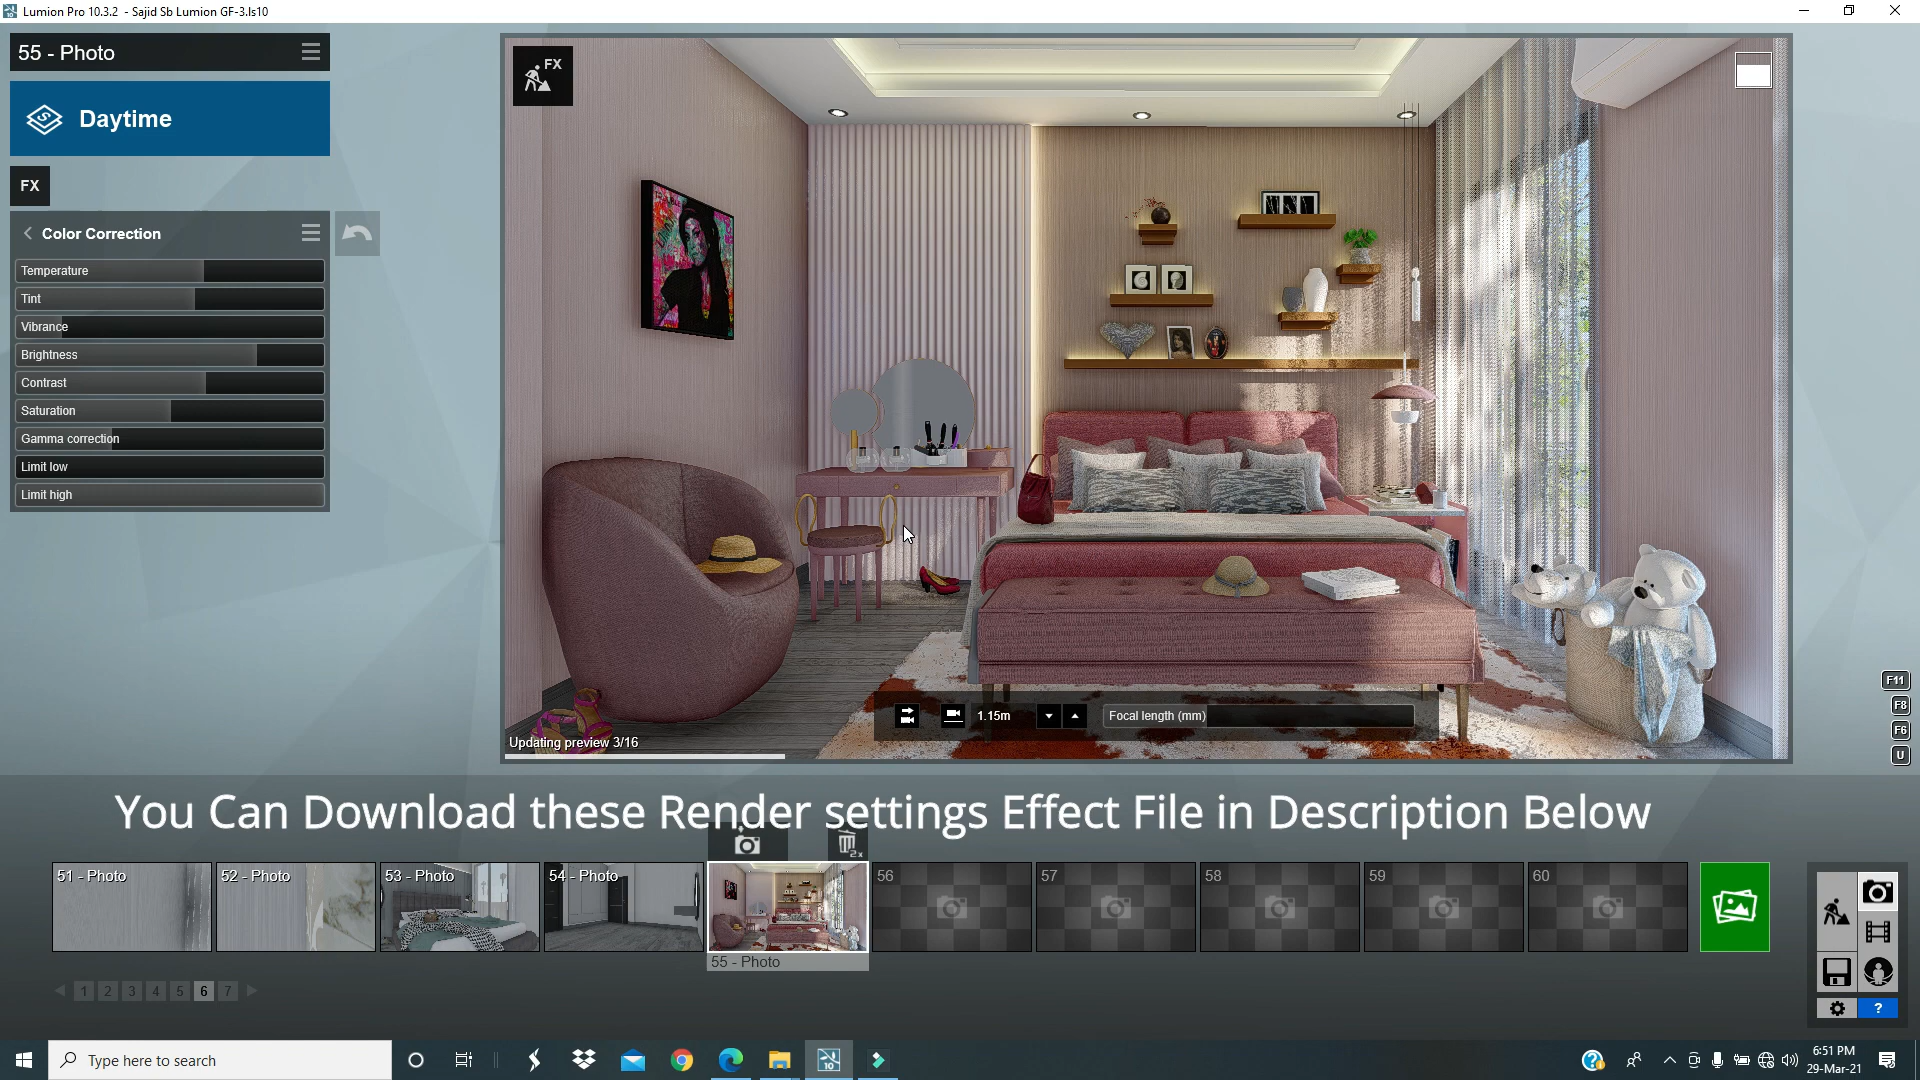 Lumion Pro 10.3.2 - Sajid Sb Lumion GF-3.ls10
55 - Photo
Daytime
FX
Color Correction
Temperature
Tint
Vibrance
Brightness
Contrast
Saturation
Gamma correction
Limit low
Limit high
FX
1.15m
Focal length (mm)
Updating preview 3/16
F11
F8
F6
U
You Can Download these Render settings Effect File in Description Below
2x
51 - Photo
52 - Photo
53 - Photo
54 - Photo
56
57
58
59
60
55 - Photo
1 2 3 4 5 6 7
?
Type here to search
10
6:51 PM
29-Mar-21